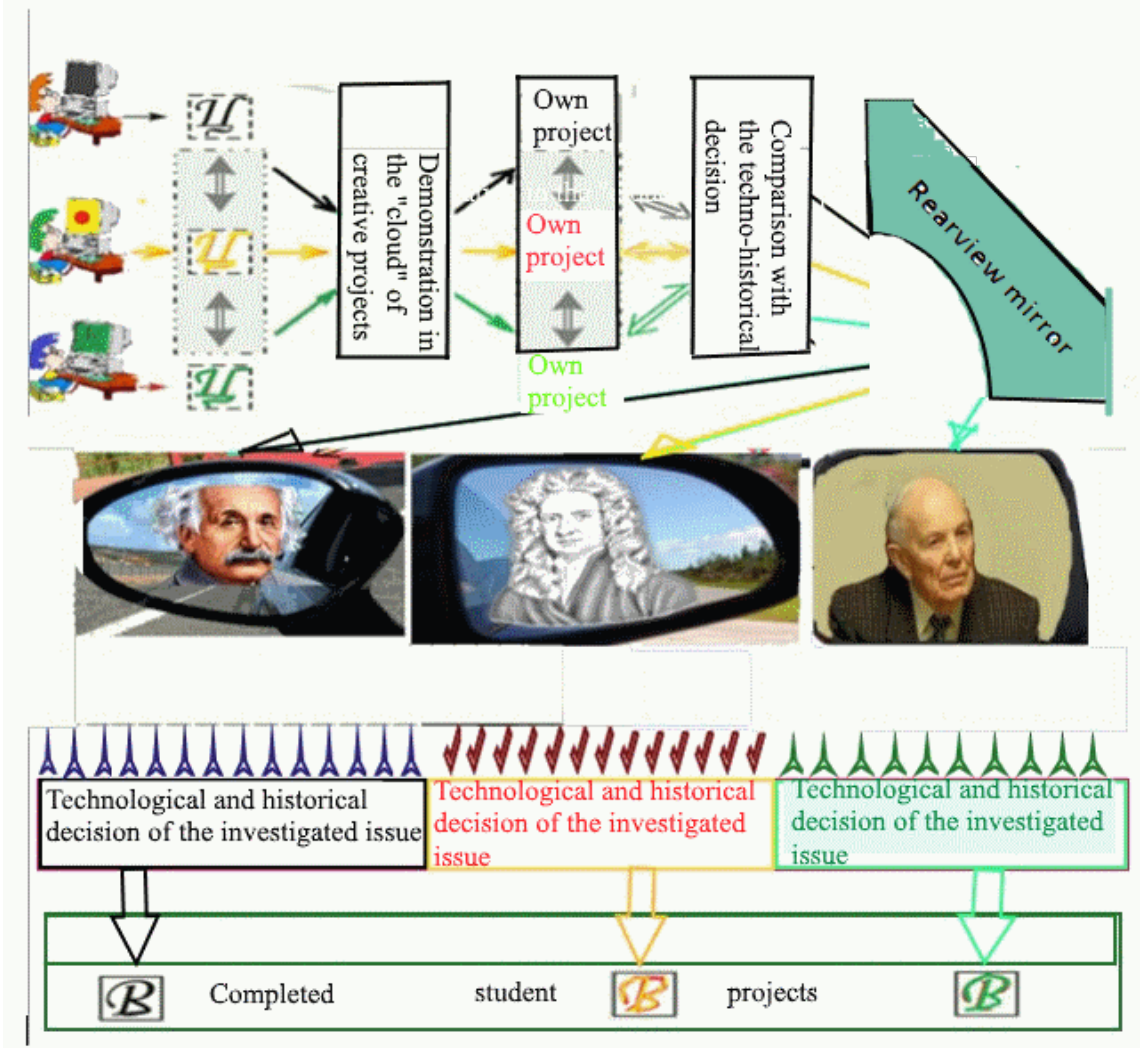 П
П
П
Demonstration in
the "cloud" of
creative projects
Own
project
Own
project
Own
project
Comparison with
the techno-historical
decision
Rearview mirror
Technological and historical
decision of the investigated issue
Technological and historical
decision of the investigated
issue
Technological and historical
decision of the investigated
issue
B Completed student B projects B